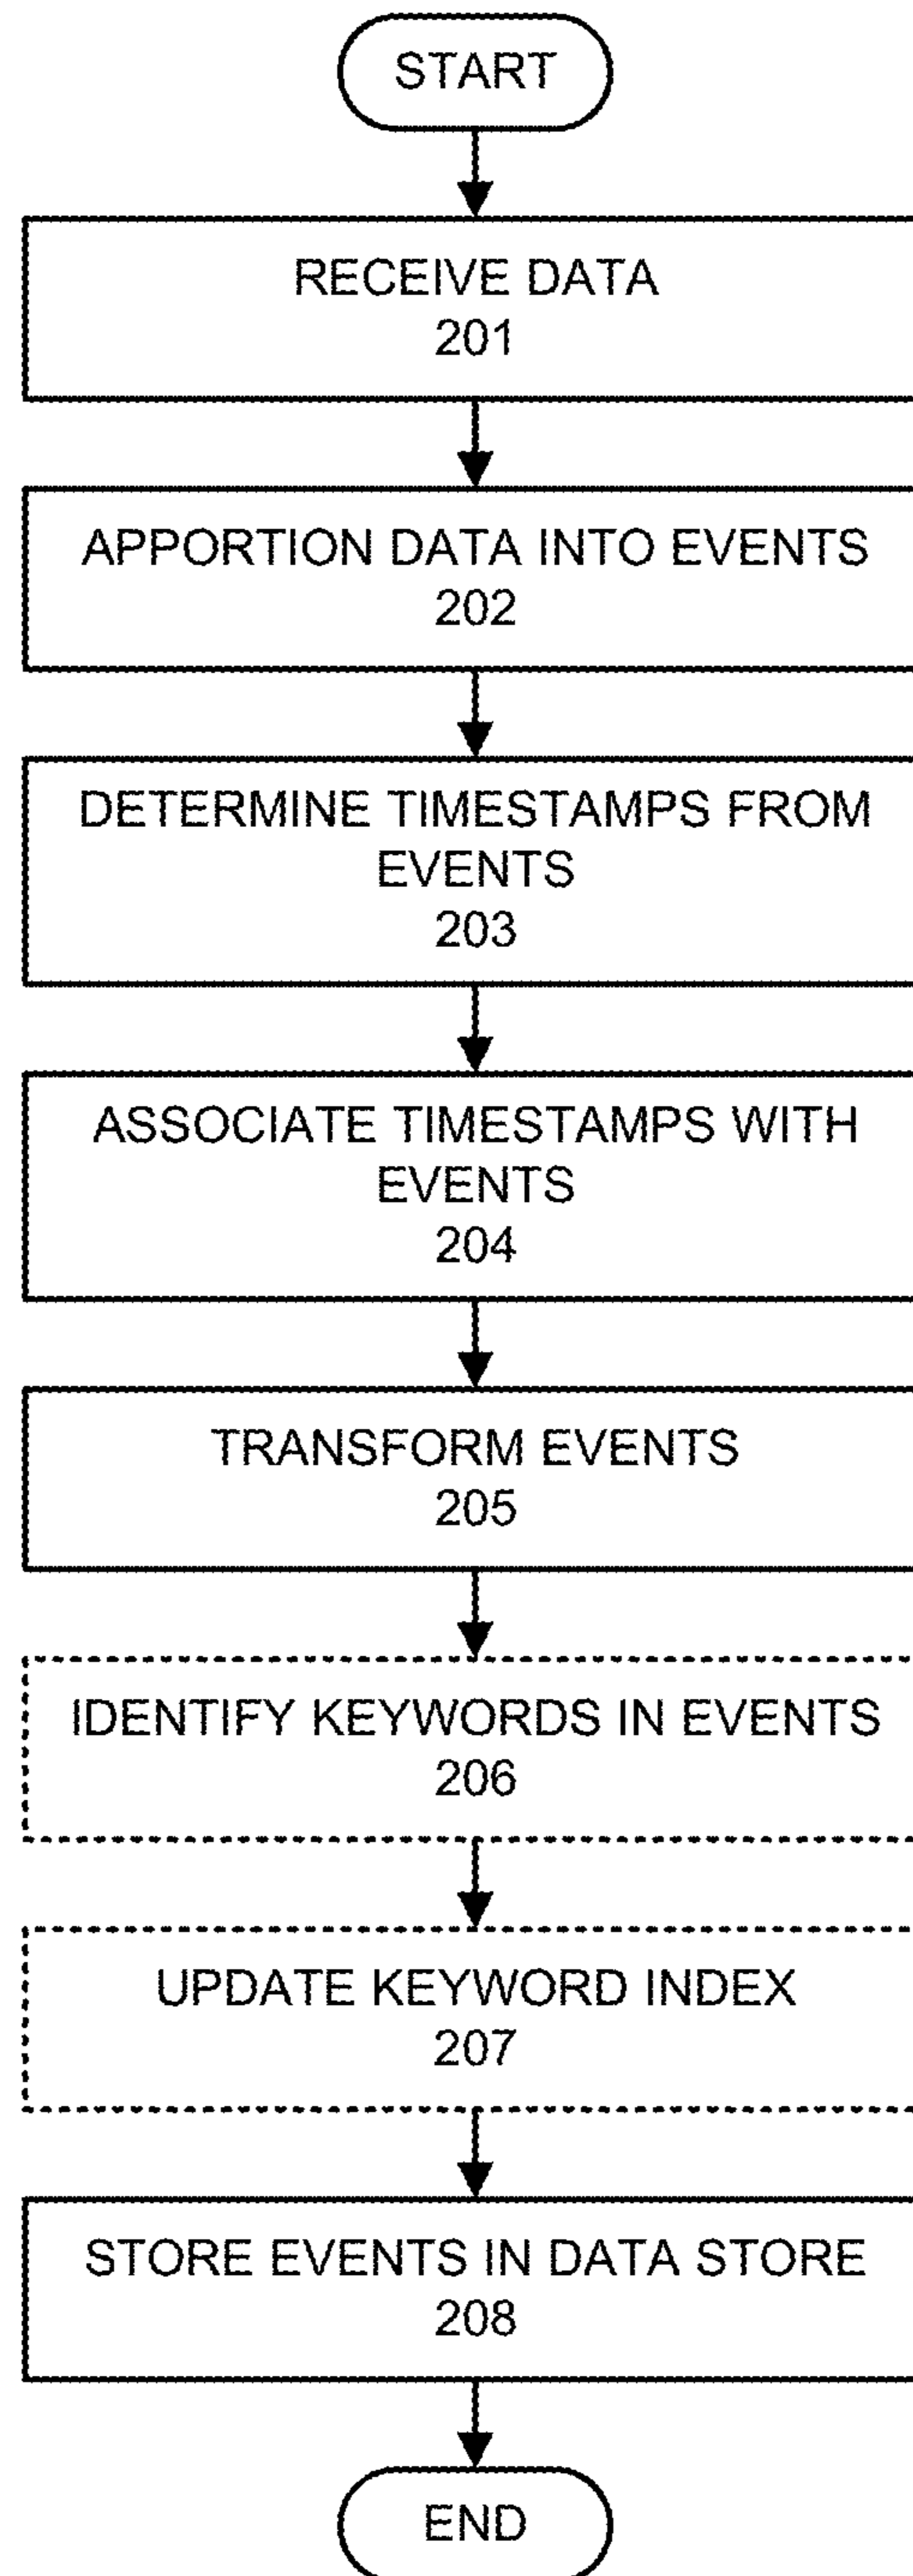 START
RECEIVE DATA
201
APPORTION DATA INTO EVENTS
202
DETERMINE TIMESTAMPS FROM
EVENTS
203
ASSOCIATE TIMESTAMPS WITH
EVENTS
204
TRANSFORM EVENTS
205
IDENTIFY KEYWORDS IN EVENTS
206
UPDATE KEYWORD INDEX
207
STORE EVENTS IN DATA STORE
208
END